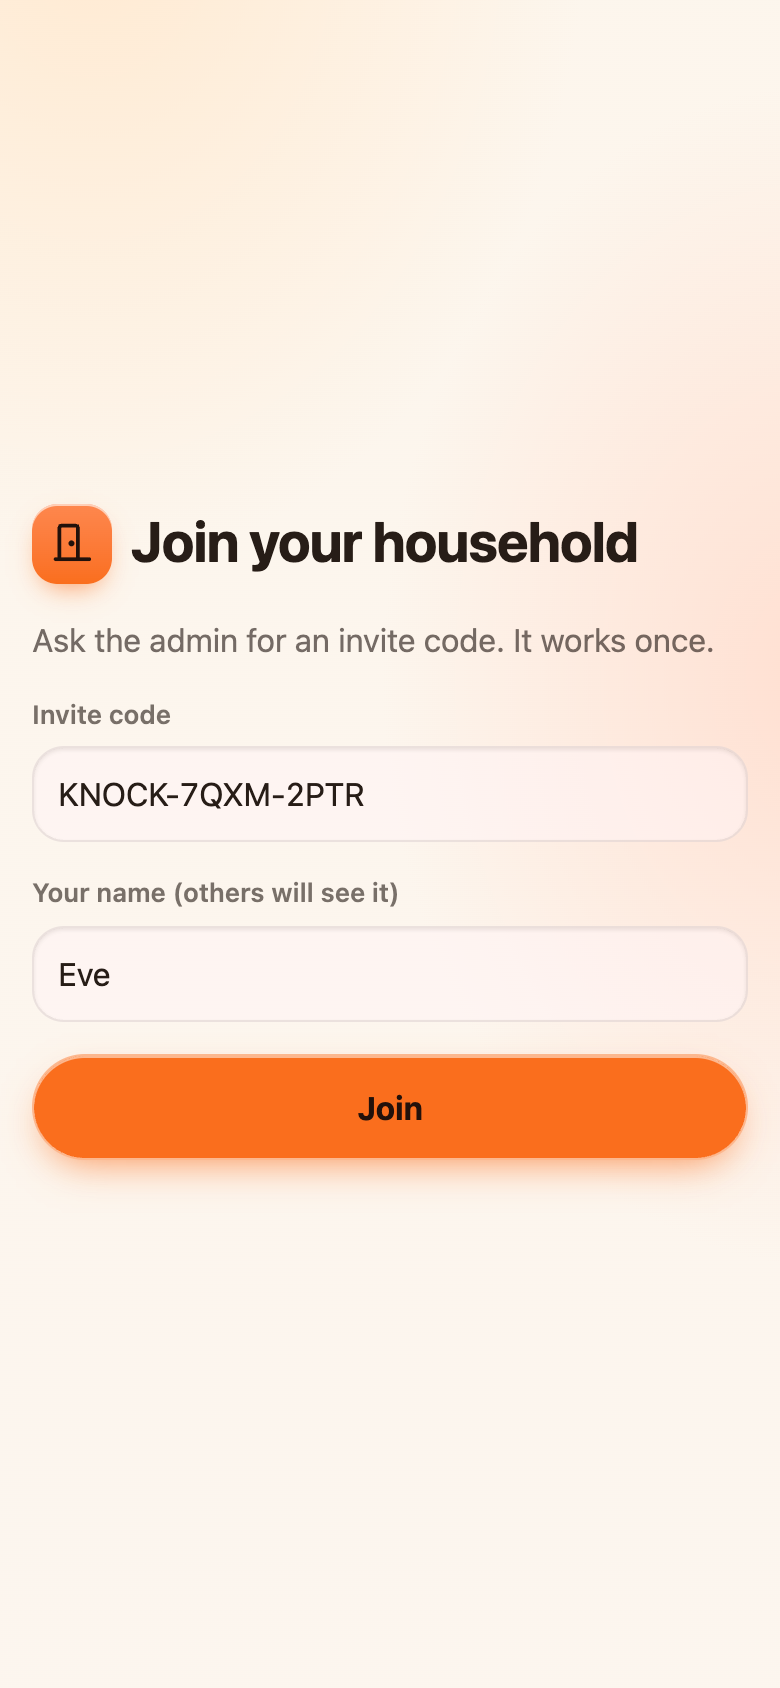 Join your household
Ask the admin for an invite code. It works once.
Invite code
KNOCK-7QXM-2PTR
Your name (others will see it)
Eve
Join